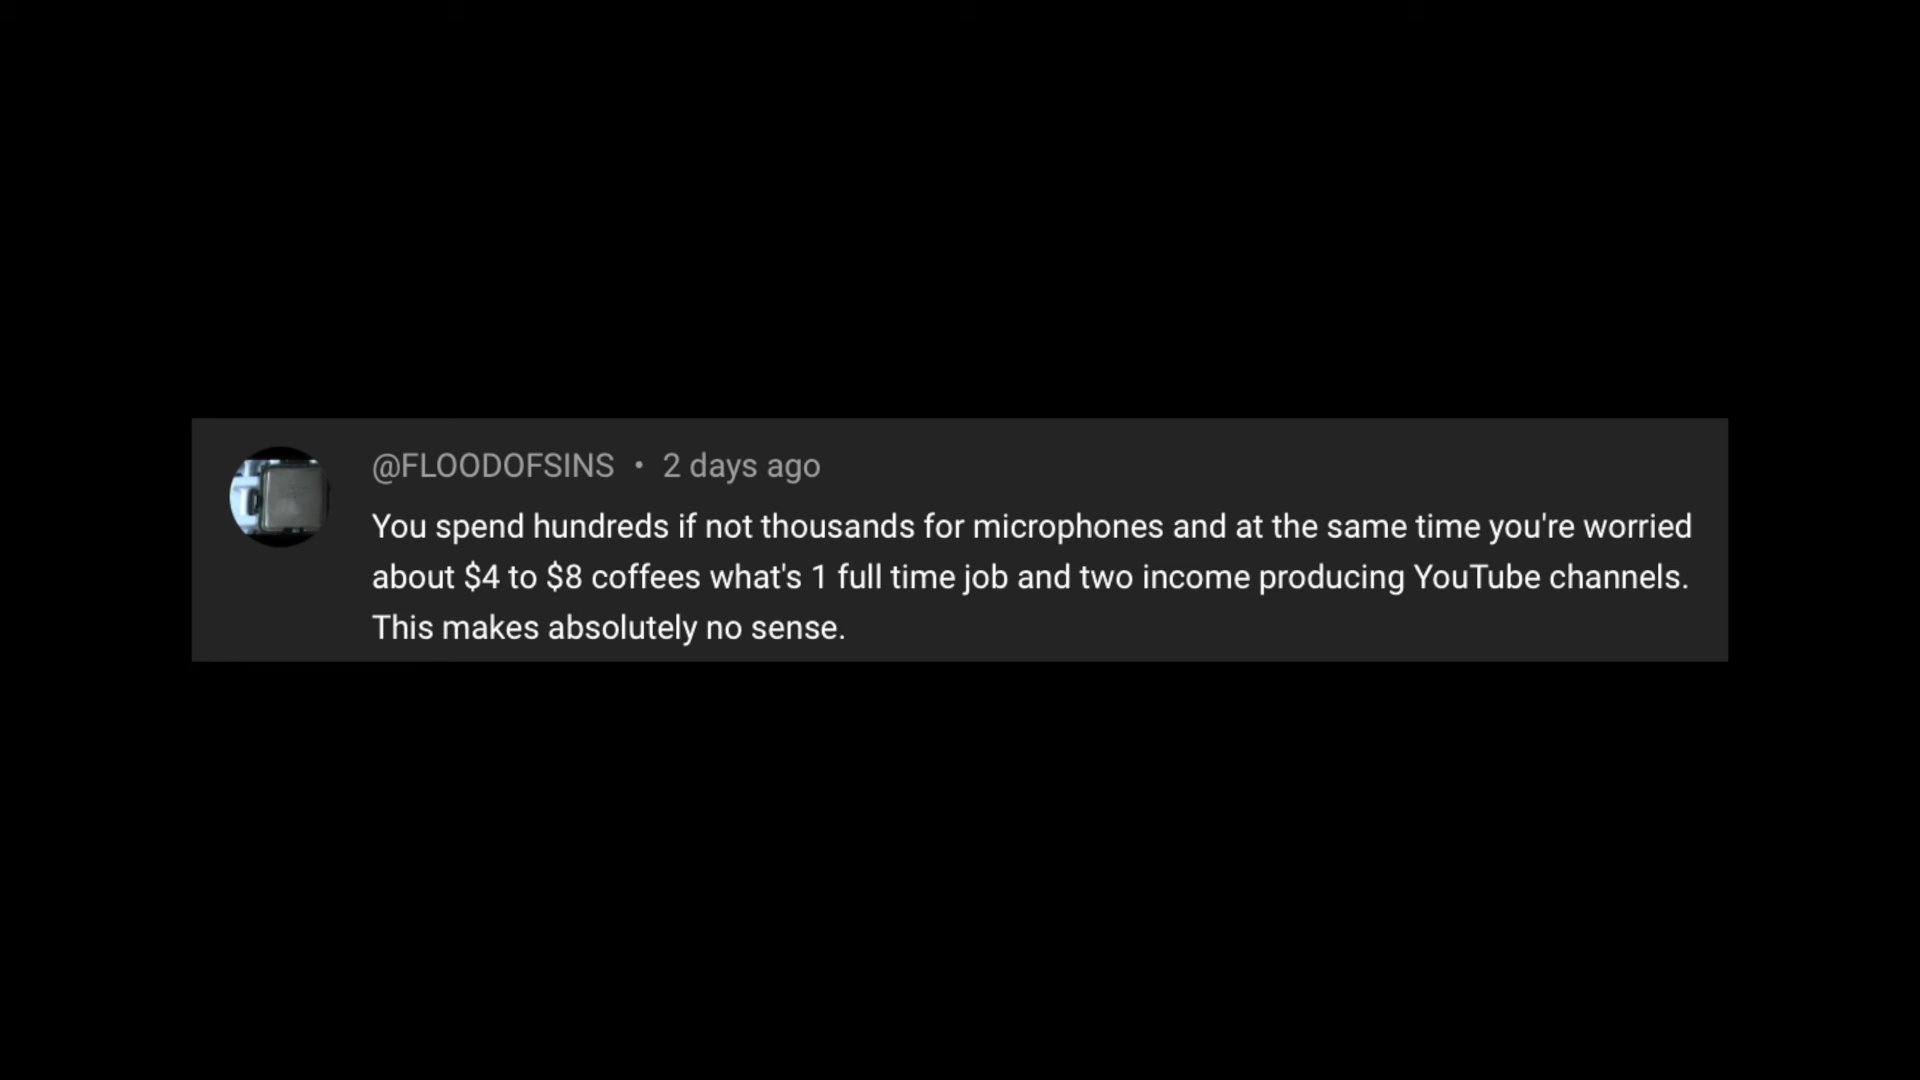 @FLOODOFSINS • 2 days ago
You spend hundreds if not thousands for microphones and at the same time you're worried
about $4 to $8 coffees what's 1 full time job and two income producing YouTube channels.
This makes absolutely no sense.